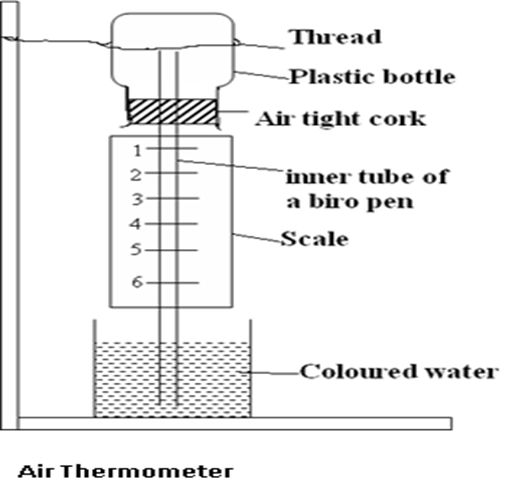 Thread
Plastic bottle
Air tight cork
1
2
3
4
5
6
inner tube of
a biro pen
Scale
Coloured water
Air Thermometer